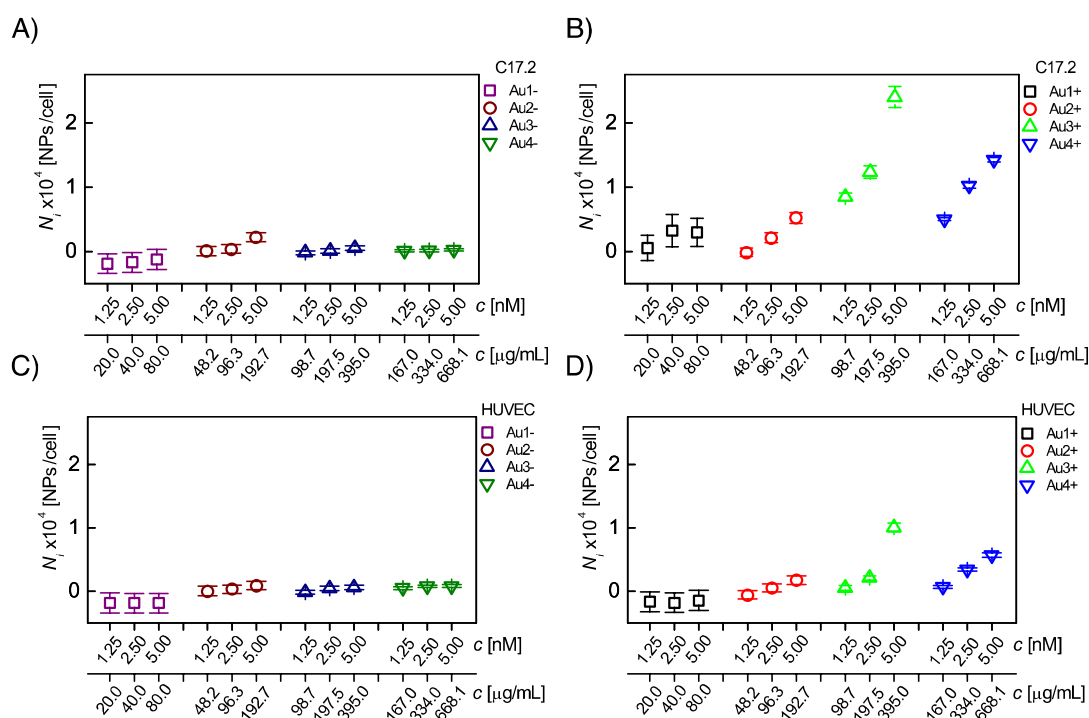 A)
C17.2
Au1-
Au2-
Au3-
Au4-
N_i x10^4 [NPs/cell]
2
1
0
1.25 2.50 5.00 1.25 2.50 5.00 1.25 2.50 5.00 1.25 2.50 5.00 c [nM]
20.0 40.0 80.0 48.2 96.3 192.7 98.7 197.5 395.0 167.0 334.0 668.1 c [µg/mL]
B)
C17.2
Au1+
Au2+
Au3+
Au4+
N_i x10^4 [NPs/cell]
2
1
0
1.25 2.50 5.00 1.25 2.50 5.00 1.25 2.50 5.00 1.25 2.50 5.00 c [nM]
20.0 40.0 80.0 48.2 96.3 192.7 98.7 197.5 395.0 167.0 334.0 668.1 c [µg/mL]
C)
HUVEC
Au1-
Au2-
Au3-
Au4-
N_i x10^4 [NPs/cell]
2
1
0
1.25 2.50 5.00 1.25 2.50 5.00 1.25 2.50 5.00 1.25 2.50 5.00 c [nM]
20.0 40.0 80.0 48.2 96.3 192.7 98.7 197.5 395.0 167.0 334.0 668.1 c [µg/mL]
D)
HUVEC
Au1+
Au2+
Au3+
Au4+
N_i x10^4 [NPs/cell]
2
1
0
1.25 2.50 5.00 1.25 2.50 5.00 1.25 2.50 5.00 1.25 2.50 5.00 c [nM]
20.0 40.0 80.0 48.2 96.3 192.7 98.7 197.5 395.0 167.0 334.0 668.1 c [µg/mL]